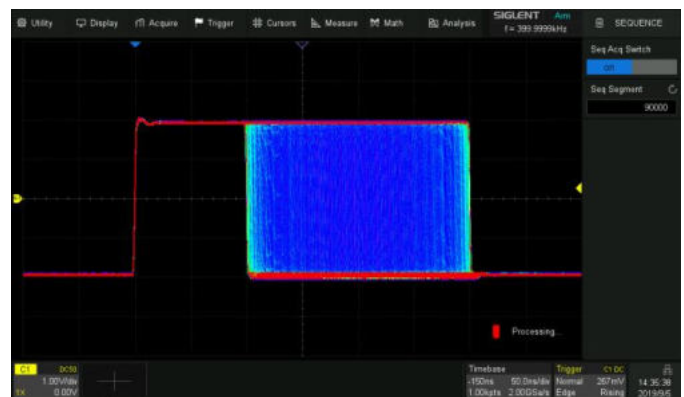 Utility Display Acquire Trigger Cursors Measure Math Analysis
SIGLENT Arm
f = 399.9999kHz
SEQUENCE
Seq Acq Switch
on
Seq Segment
90000
Processing...
C1 DC50
1.00V/div
1X 0.00V
Timebase
-150ns 50.0ns/div
1.00kpts 2.00GSa/s
Trigger C1 DC
Normal 267mV
Edge Rising
14:35:38
2019/9/5